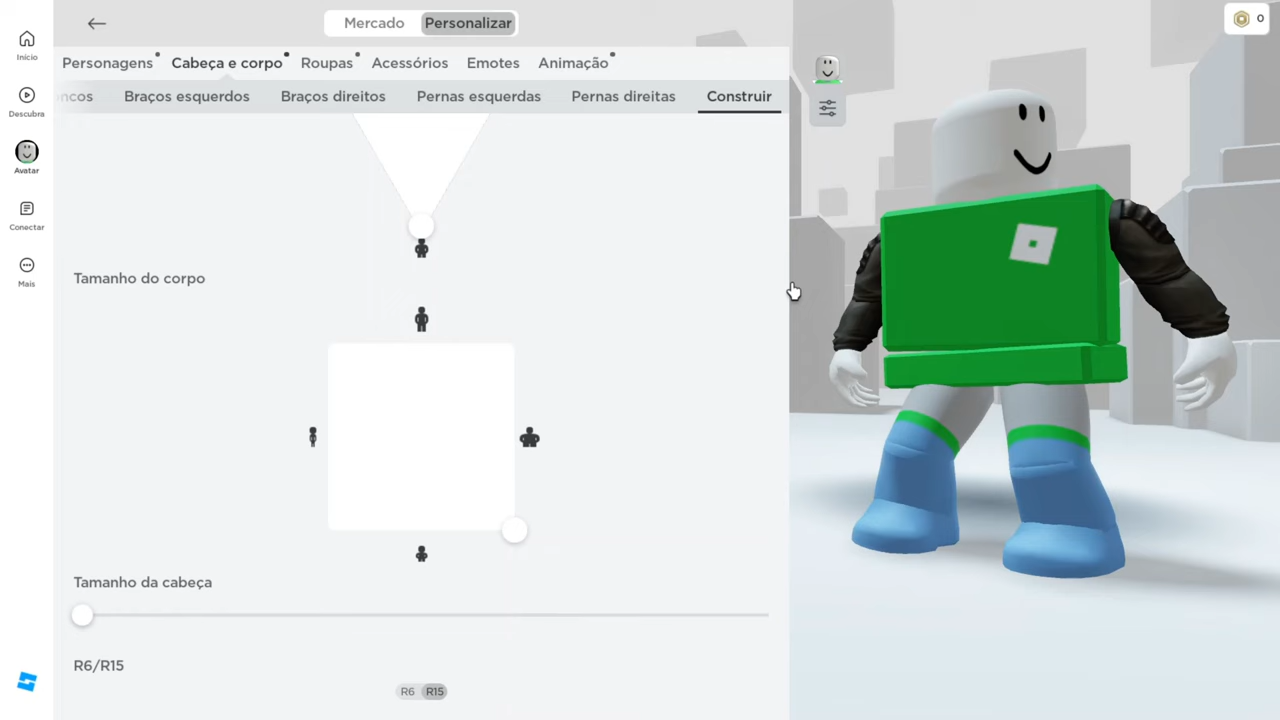 Mercado Personalizar
0
Início
Descubra
Avatar
Conectar
Mais
Personagens Cabeça e corpo Roupas Acessórios Emotes Animação
ncos Braços esquerdos Braços direitos Pernas esquerdas Pernas direitas Construir
Tamanho do corpo
Tamanho da cabeça
R6/R15
R6 R15